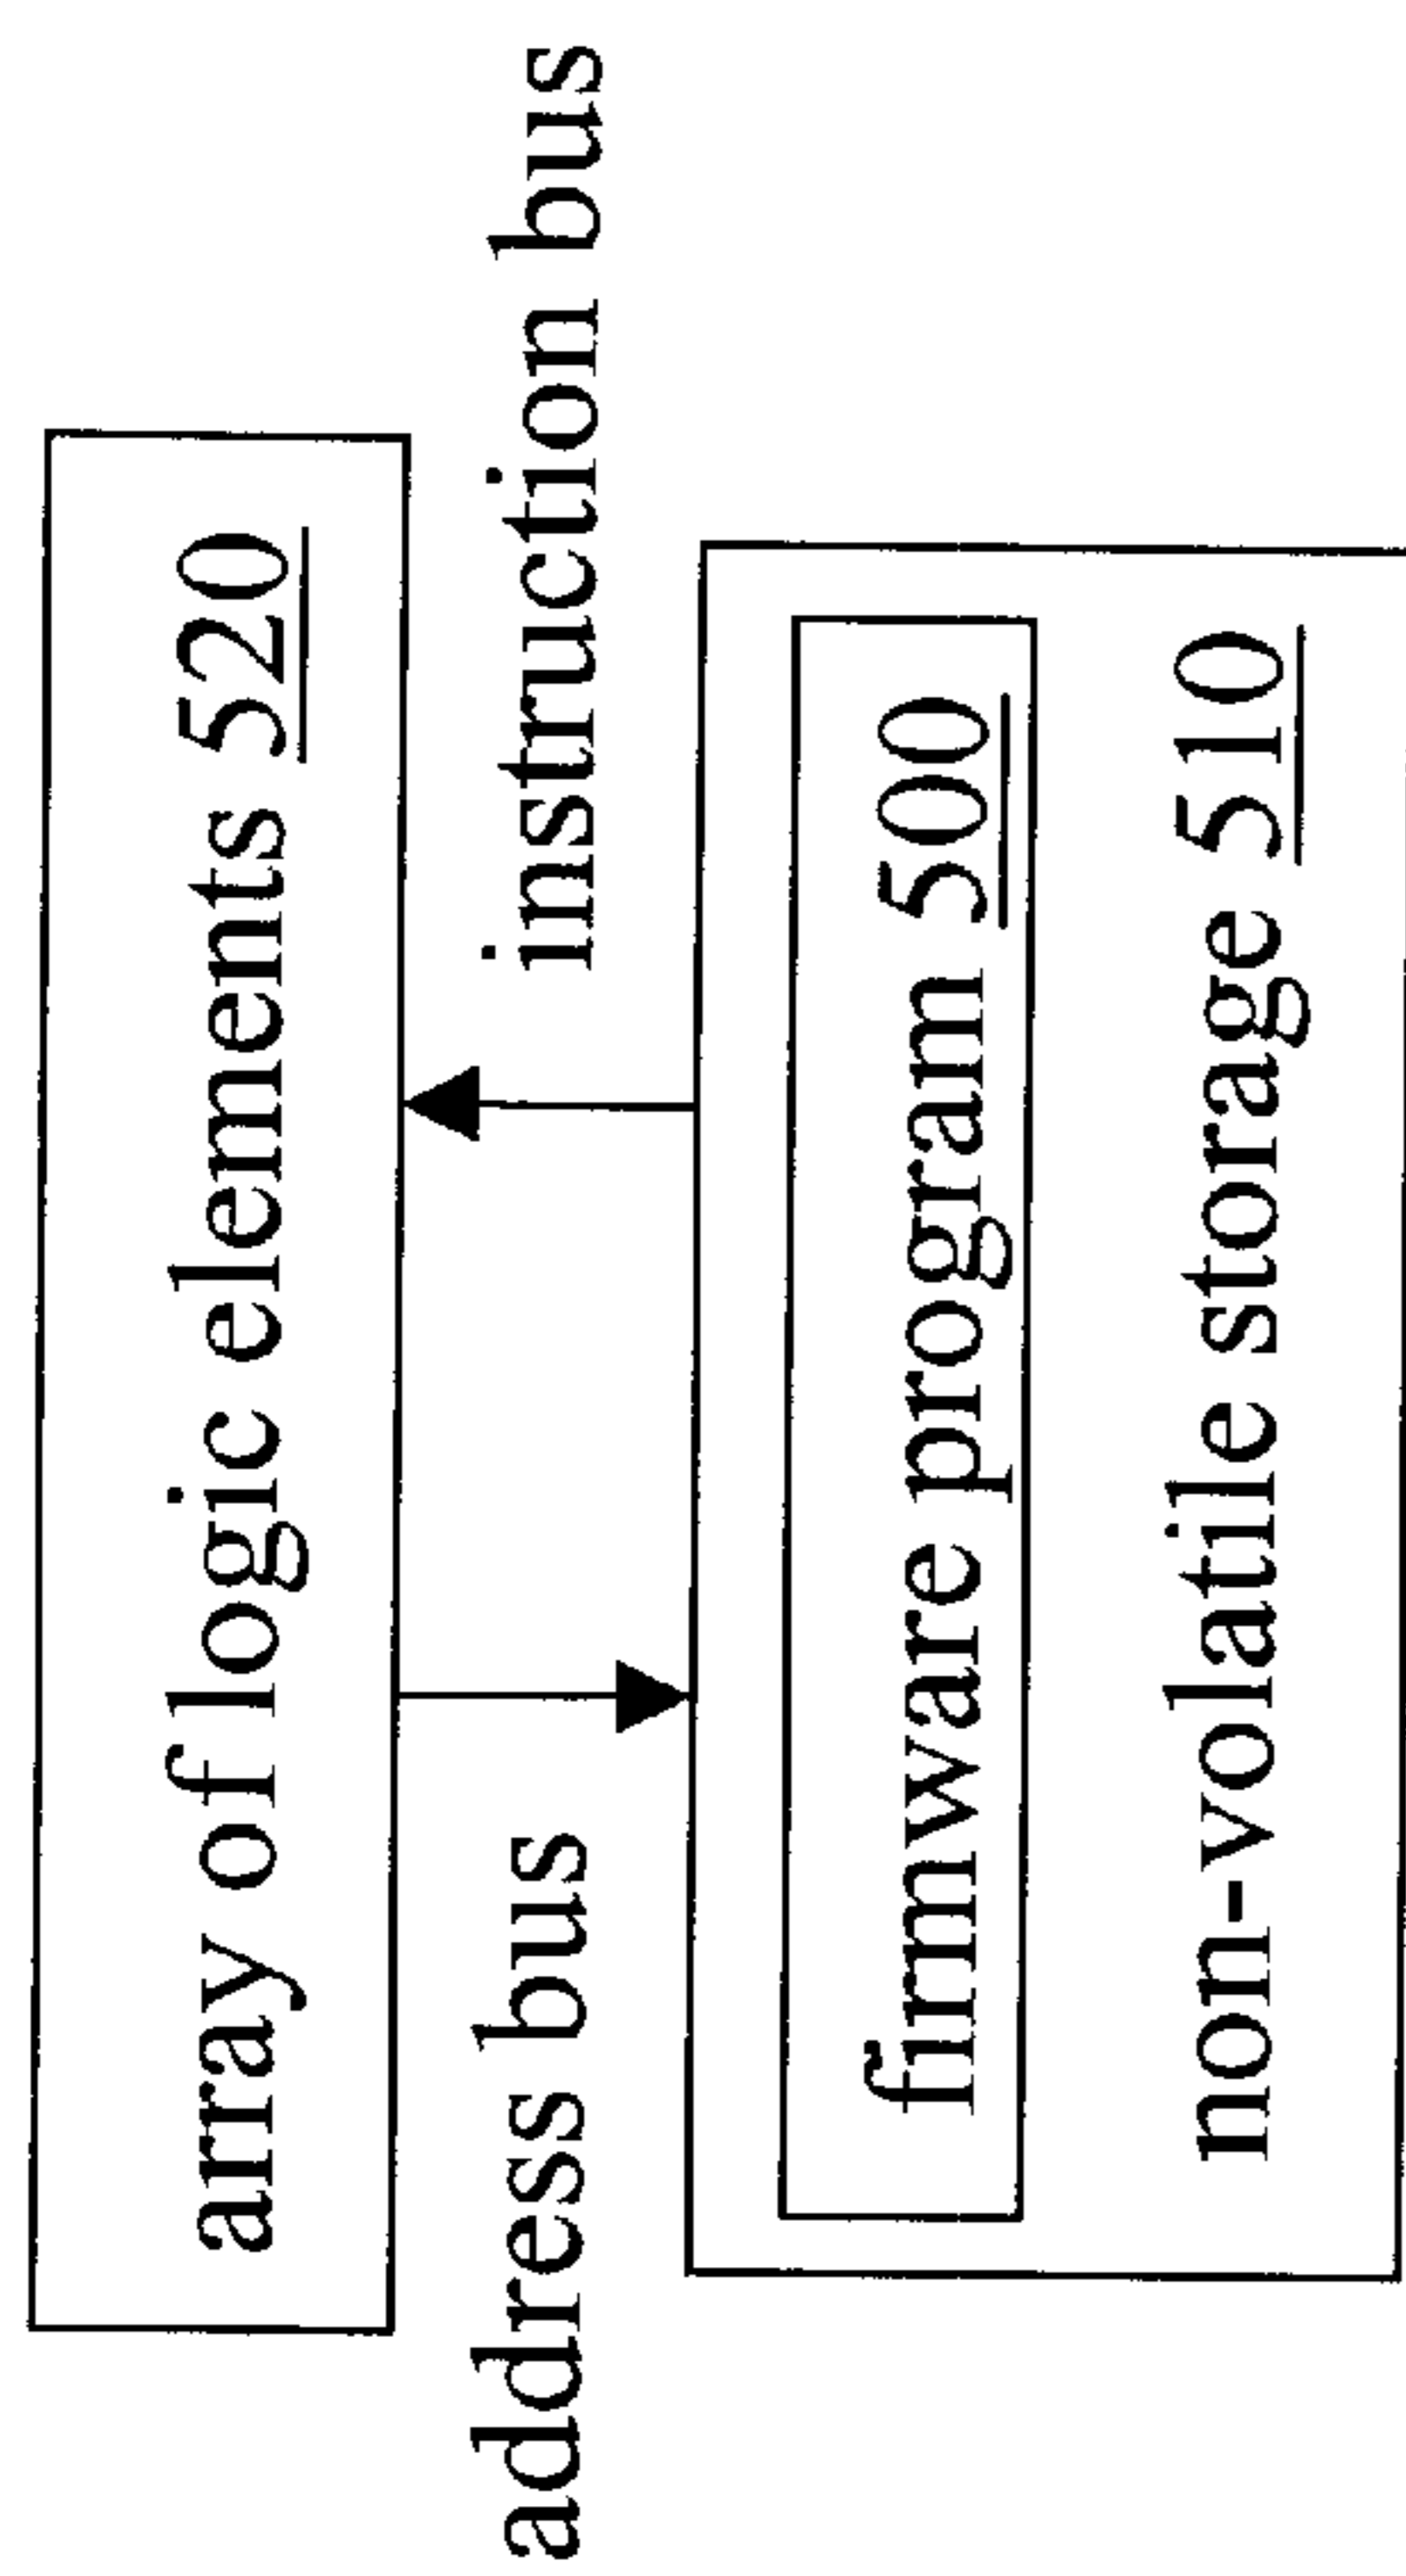 array of logic elements 520
address bus
instruction bus
firmware program 500
non-volatile storage 510